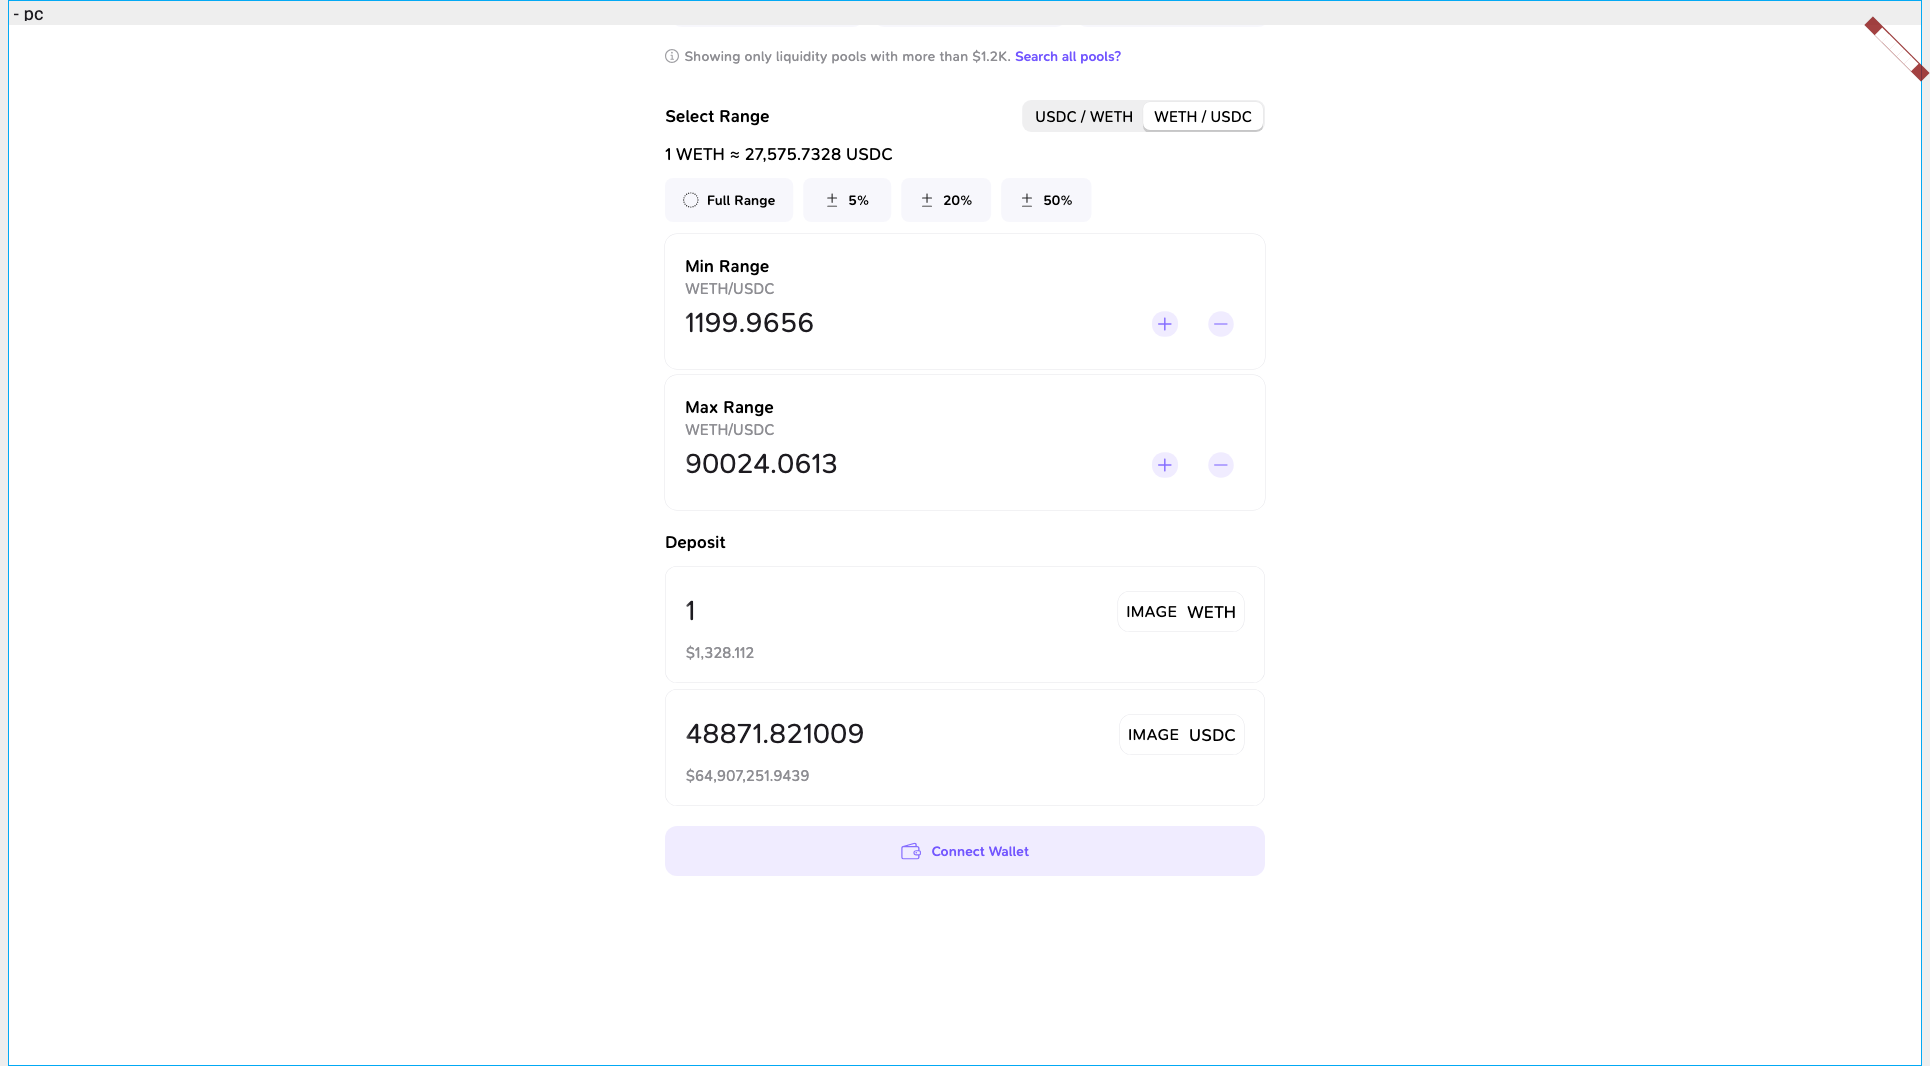 - pc
Showing only liquidity pools with more than $1.2K. Search all pools?
Select Range
USDC / WETH WETH / USDC
1 WETH ≈ 27,575.7328 USDC
Full Range ± 5% ± 20% ± 50%
Min Range
WETH/USDC
1199.9656
Max Range
WETH/USDC
90024.0613
Deposit
1 IMAGE WETH
$1,328.112
48871.821009 IMAGE USDC
$64,907,251.9439
Connect Wallet